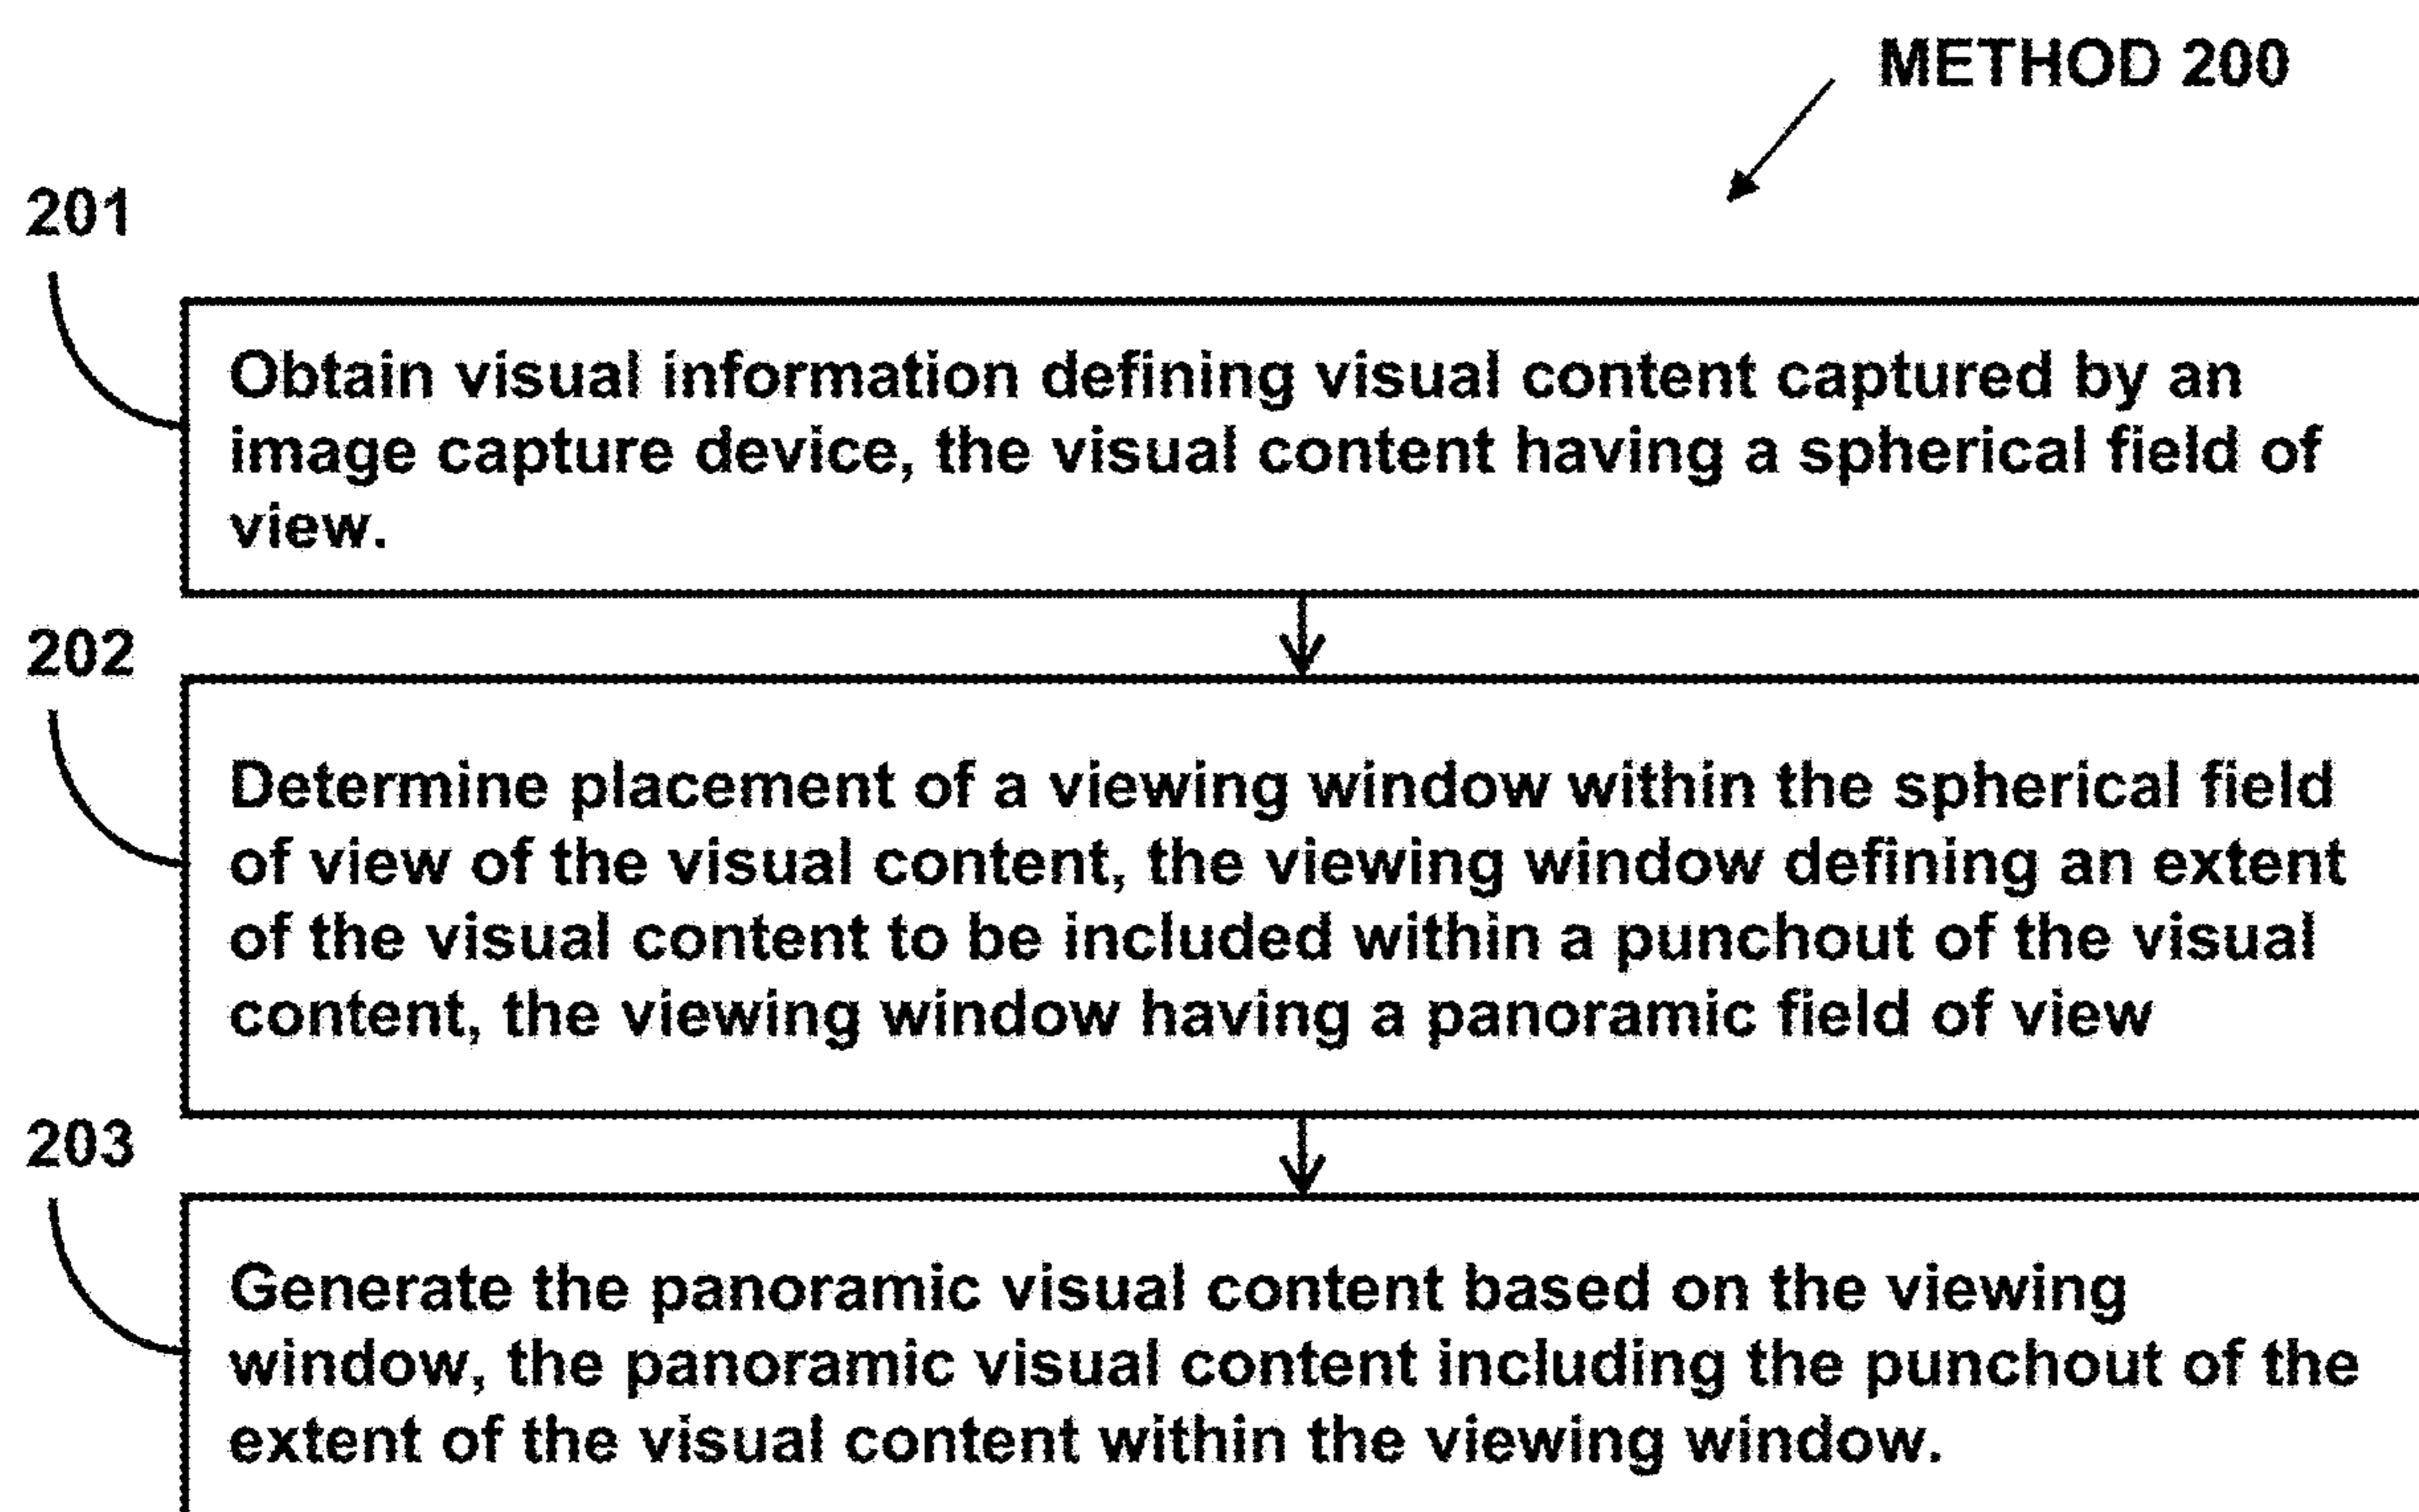 METHOD 200
201
Obtain visual information defining visual content captured by an
image capture device, the visual content having a spherical field of
view.
202
Determine placement of a viewing window within the spherical field
of view of the visual content, the viewing window defining an extent
of the visual content to be included within a punchout of the visual
content, the viewing window having a panoramic field of view
203
Generate the panoramic visual content based on the viewing
window, the panoramic visual content including the punchout of the
extent of the visual content within the viewing window.